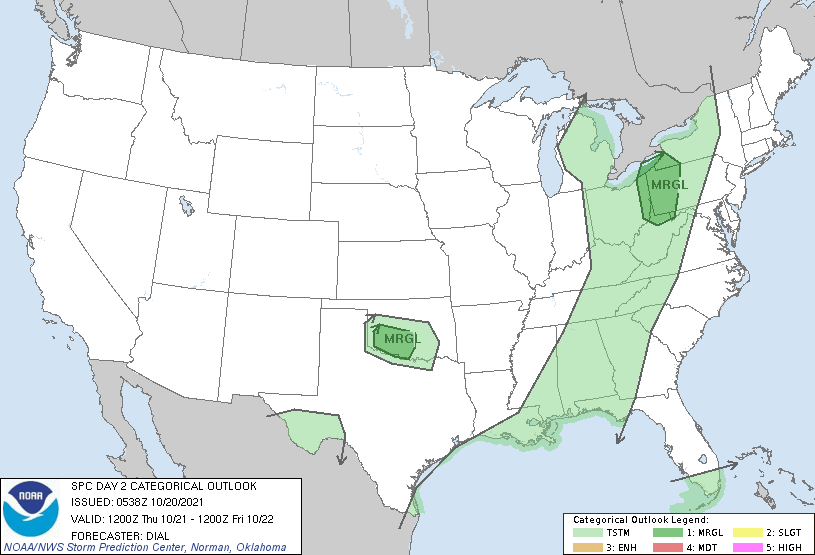 MRGL
MRGL
NOAA
SPC DAY 2 CATEGORICAL OUTLOOK
ISSUED: 0538Z 10/20/2021
VALID: 1200Z Thu 10/21 - 1200Z Fri 10/22
FORECASTER: DIAL
NOAA/NWS Storm Prediction Center, Norman, Oklahoma
Categorical Outlook Legend:
TSTM 1: MRGL 2: SLGT
3: ENH 4: MDT 5: HIGH